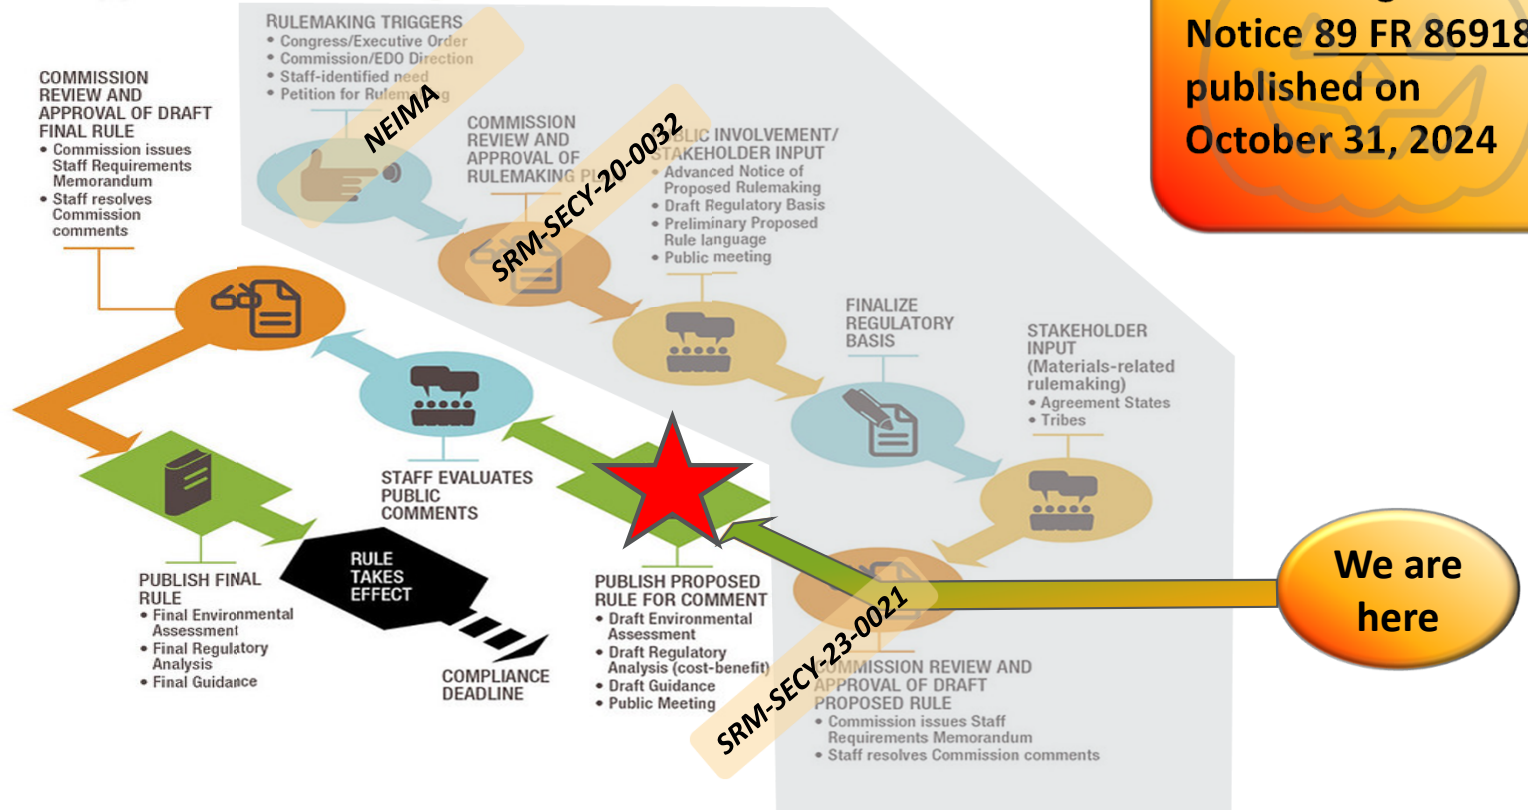 RULEMAKING TRIGGERS
• Congress/Executive Order
• Commission/EDO Direction
• Staff-identified need
• Petition for Rulemaking
NEIMA
COMMISSION
REVIEW AND
APPROVAL OF DRAFT
FINAL RULE
• Commission issues
Staff Requirements
Memorandum
• Staff resolves
Commission
comments
COMMISSION
REVIEW AND
APPROVAL OF
RULEMAKING
SRM-SECY-20-0032
PUBLIC INVOLVEMENT/
STAKEHOLDER INPUT
• Advanced Notice of
Proposed Rulemaking
• Draft Regulatory Basis
• Preliminary Proposed
Rule language
• Public meeting
Notice 89 FR 86918
published on
October 31, 2024
FINALIZE
REGULATORY
BASIS
STAKEHOLDER
INPUT
(Materials-related
rulemaking)
• Agreement States
• Tribes
STAFF EVALUATES
PUBLIC
COMMENTS
RULE
TAKES
EFFECT
PUBLISH FINAL
RULE
• Final Environmental
Assessment
• Final Regulatory
Analysis
• Final Guidance
COMPLIANCE
DEADLINE
PUBLISH PROPOSED
RULE FOR COMMENT
• Draft Environmental
Assessment
• Draft Regulatory
Analysis (cost-benefit)
• Draft Guidance
• Public Meeting
SRM-SECY-23-0021
COMMISSION REVIEW AND
APPROVAL OF DRAFT
PROPOSED RULE
• Commission issues Staff
Requirements Memorandum
• Staff resolves Commission comments
We are
here